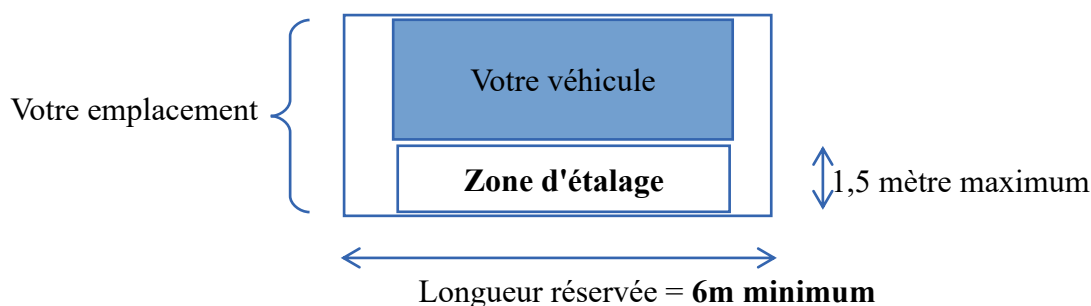 Votre véhicule
Votre emplacement
Zone d'étalage
1,5 mètre maximum
Longueur réservée = 6m minimum